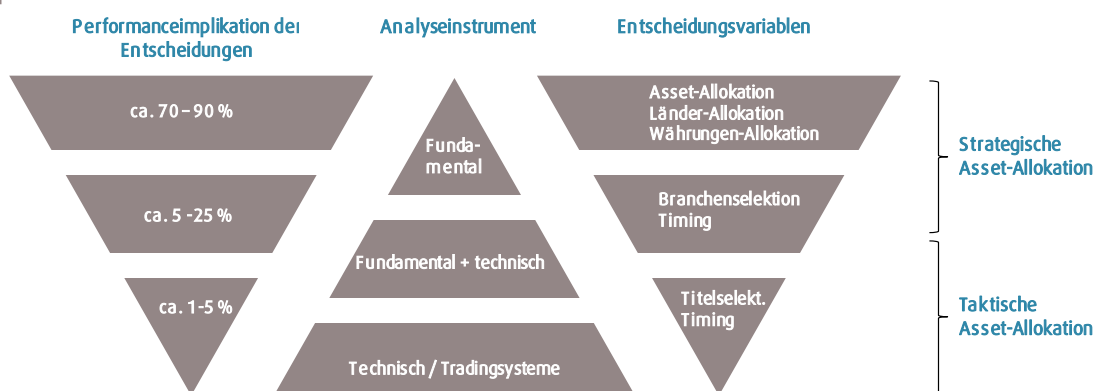 Performanceimplikation der
Entscheidungen
Analyseinstrument
Entscheidungsvariablen
ca. 70 – 90 %
ca. 5 -25 %
ca. 1-5 %
Funda-
mental
Fundamental + technisch
Technisch / Tradingsysteme
Asset-Allokation
Länder-Allokation
Währungen-Allokation
Branchenselektion
Timing
Titelselekt.
Timing
Strategische
Asset-Allokation
Taktische
Asset-Allokation